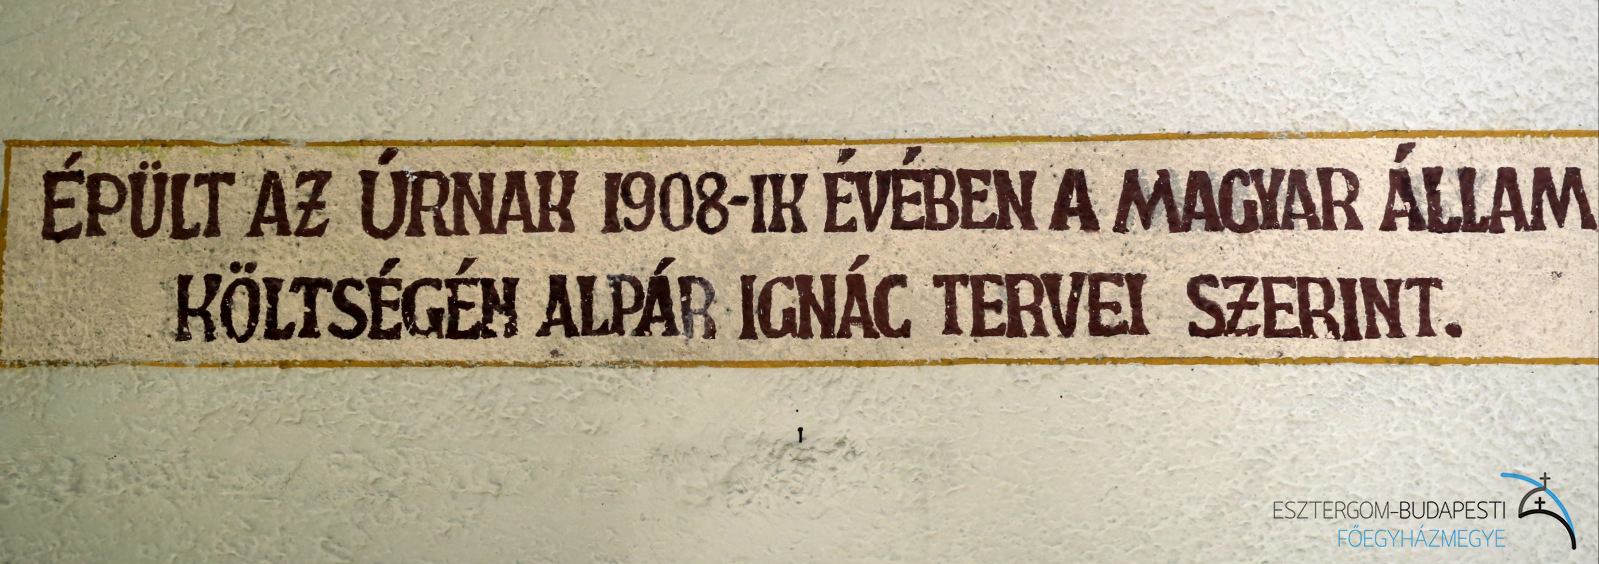 ÉPÜLT AZ ÚRNAK 1908-IK ÉVÉBEN A MAGYAR ÁLLAM
KÖLTSÉGÉN ALPÁR IGNÁC TERVEI SZERINT.
ESZTERGOM-BUDAPESTI
FŐEGYHÁZMEGYE